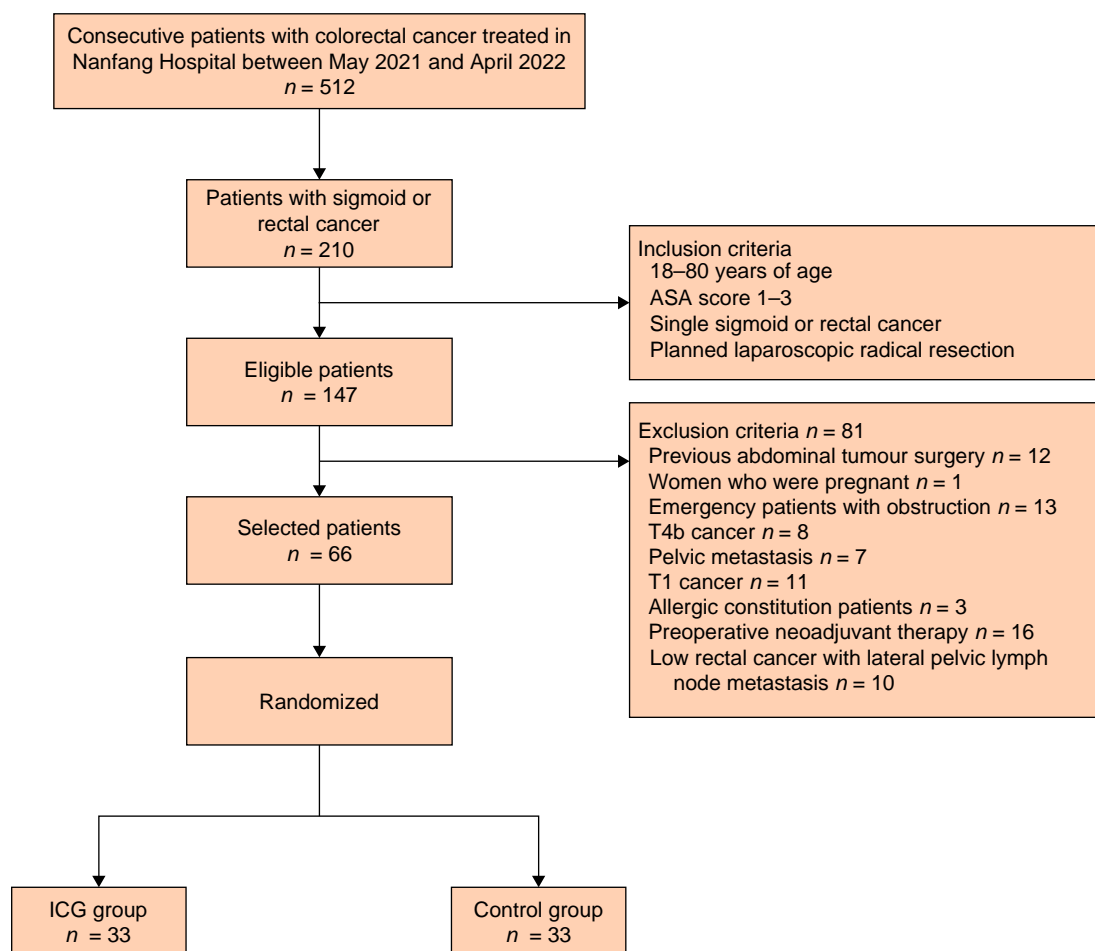 Consecutive patients with colorectal cancer treated in
Nanfang Hospital between May 2021 and April 2022
n = 512
Patients with sigmoid or
rectal cancer
n = 210
Inclusion criteria
18–80 years of age
ASA score 1–3
Single sigmoid or rectal cancer
Planned laparoscopic radical resection
Eligible patients
n = 147
Exclusion criteria n = 81
Previous abdominal tumour surgery n = 12
Women who were pregnant n = 1
Emergency patients with obstruction n = 13
T4b cancer n = 8
Pelvic metastasis n = 7
T1 cancer n = 11
Allergic constitution patients n = 3
Preoperative neoadjuvant therapy n = 16
Low rectal cancer with lateral pelvic lymph
node metastasis n = 10
Selected patients
n = 66
Randomized
ICG group
n = 33
Control group
n = 33